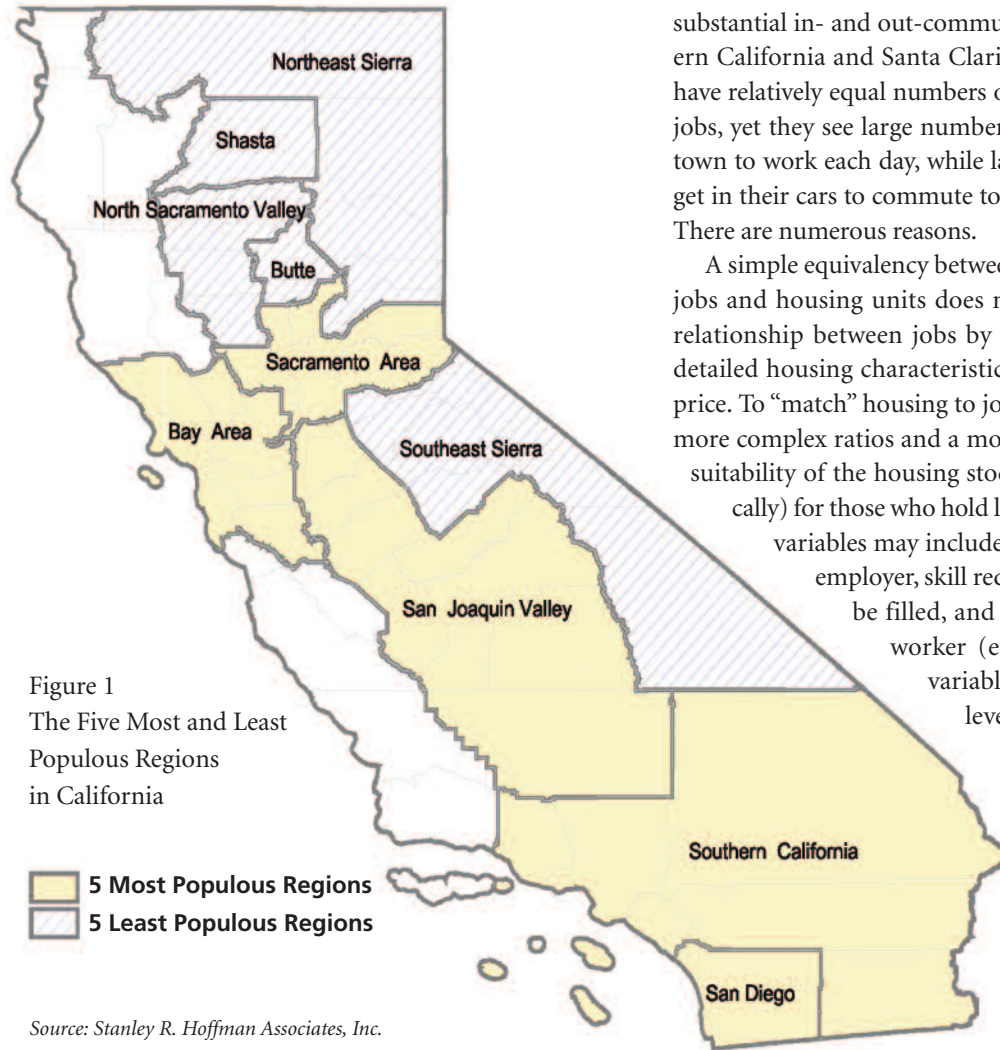 substantial in- and out-commu
ern California and Santa Clari
have relatively equal numbers o
jobs, yet they see large number
town to work each day, while la
get in their cars to commute to
There are numerous reasons.
A simple equivalency between
jobs and housing units does n
relationship between jobs by
detailed housing characteristic
price. To “match” housing to jo
more complex ratios and a mo
suitability of the housing stoc
cally) for those who hold l
variables may include
employer, skill rec
be filled, and
worker (e
variabl
leve
Northeast Sierra
Shasta
North Sacramento Valley
Butte
Sacramento Area
Bay Area
Southeast Sierra
San Joaquin Valley
Southern California
San Diego
Figure 1
The Five Most and Least
Populous Regions
in California
5 Most Populous Regions
5 Least Populous Regions
Source: Stanley R. Hoffman Associates, Inc.